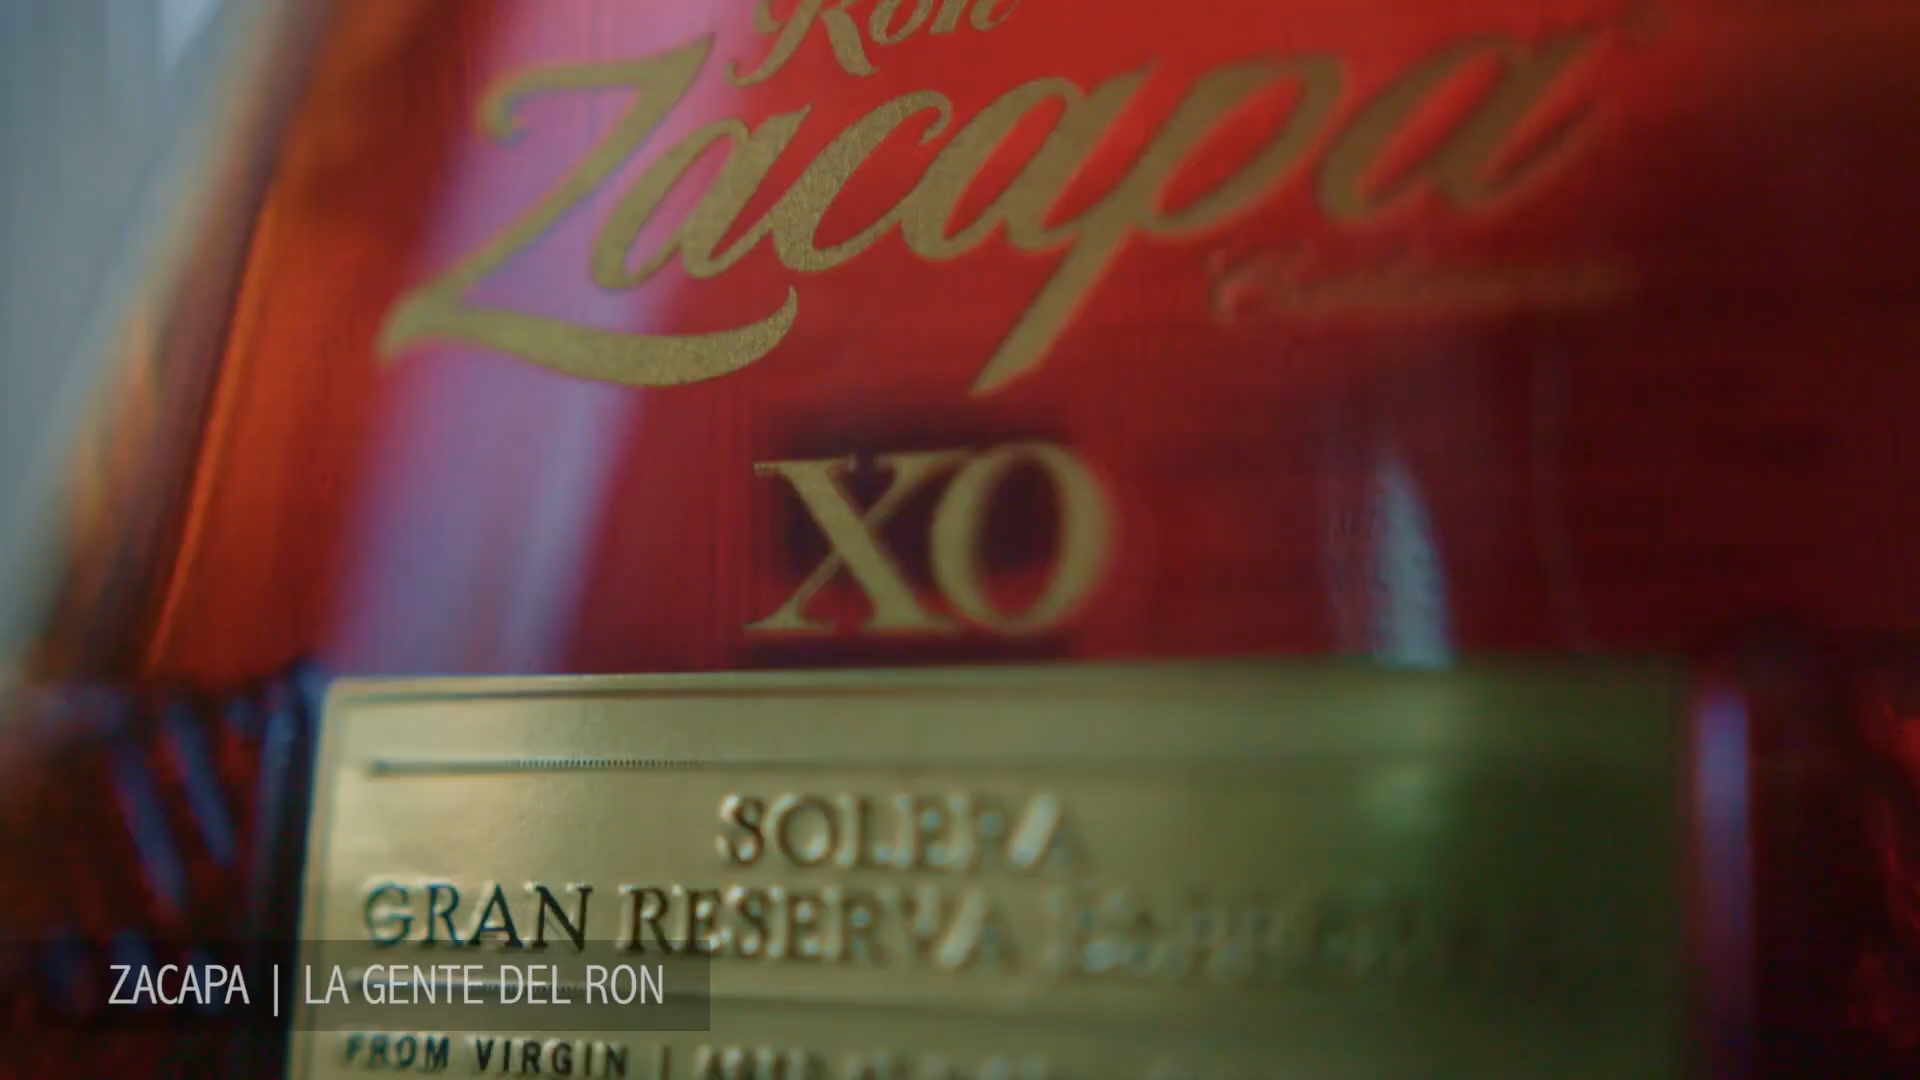 Ron
Zacapa
XO
SOLERA
GRAN RESERVA
ZACAPA | LA GENTE DEL RON
FROM VIRGIN |